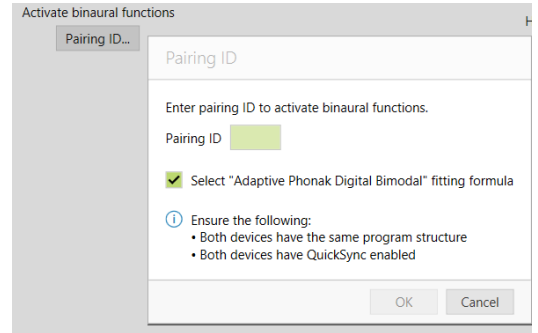 Activate binaural functions
H
Pairing ID...
Pairing ID
Enter pairing ID to activate binaural functions.
Pairing ID
Select "Adaptive Phonak Digital Bimodal" fitting formula
Ensure the following:
• Both devices have the same program structure
• Both devices have QuickSync enabled
OK Cancel